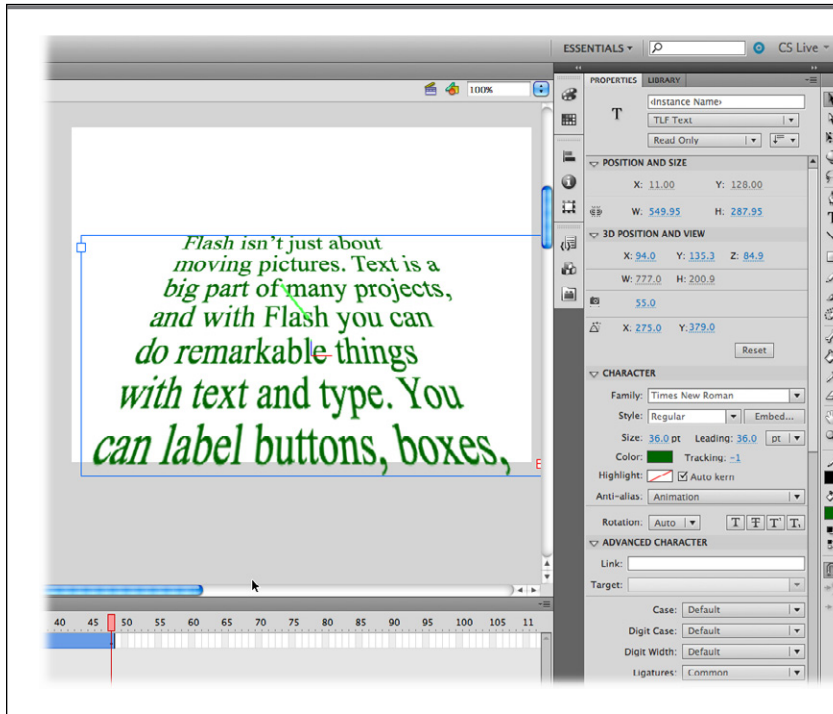 ESSENTIALS CS Live
PROPERTIES LIBRARY
100%
<Instance Name>
T TLF Text
Read Only
POSITION AND SIZE
X: 11.00 Y: 128.00
W: 549.95 H: 287.95
3D POSITION AND VIEW
X: 94.0 Y: 135.3 Z: 84.9
W: 777.0 H: 200.9
55.0
X: 275.0 Y: 379.0
Reset
CHARACTER
Family: Times New Roman
Style: Regular Embed...
Size: 36.0 pt Leading: 36.0 pt
Color: Tracking: -1
Highlight: Auto kern
Anti-alias: Animation
Rotation: Auto T T T T
ADVANCED CHARACTER
Link:
Target:
Case: Default
Digit Case: Default
Digit Width: Default
Ligatures: Common
Flash isn't just about
moving pictures. Text is a
big part of many projects,
and with Flash you can
do remarkable things
with text and type. You
can label buttons, boxes,
40 45 50 55 60 65 70 75 80 85 90 95 100 105 11